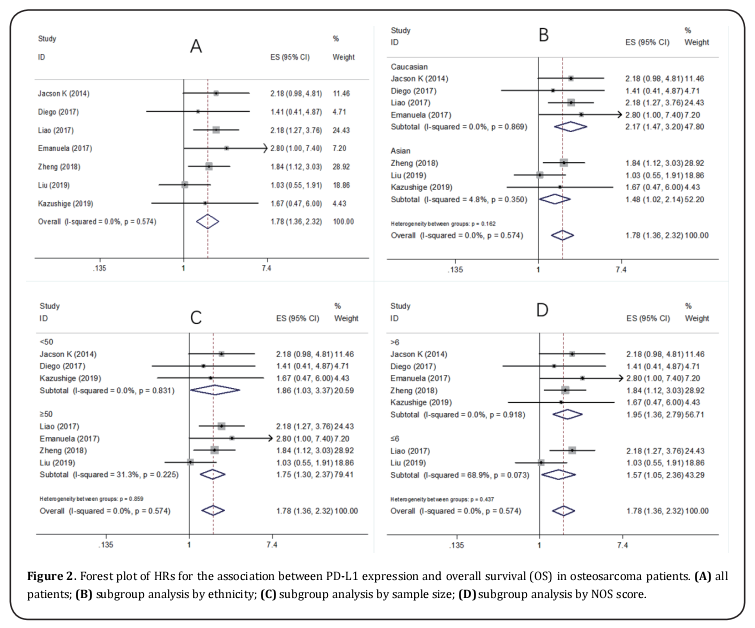 A
Study %
ID ES (95% CI) Weight
Jacson K (2014) 2.18 (0.98, 4.81) 11.46
Diego (2017) 1.41 (0.41, 4.87) 4.71
Liao (2017) 2.18 (1.27, 3.76) 24.43
Emanuela (2017) 2.80 (1.00, 7.40) 7.20
Zheng (2018) 1.84 (1.12, 3.03) 28.92
Liu (2019) 1.03 (0.55, 1.91) 18.86
Kazushige (2019) 1.67 (0.47, 6.00) 4.43
Overall (I-squared = 0.0%, p = 0.574) 1.78 (1.36, 2.32) 100.00
.135 1 7.4
B
Study %
ID ES (95% CI) Weight
Caucasian
Jacson K (2014) 2.18 (0.98, 4.81) 11.46
Diego (2017) 1.41 (0.41, 4.87) 4.71
Liao (2017) 2.18 (1.27, 3.76) 24.43
Emanuela (2017) 2.80 (1.00, 7.40) 7.20
Subtotal (I-squared = 0.0%, p = 0.869) 2.17 (1.47, 3.20) 47.80
Asian
Zheng (2018) 1.84 (1.12, 3.03) 28.92
Liu (2019) 1.03 (0.55, 1.91) 18.86
Kazushige (2019) 1.67 (0.47, 6.00) 4.43
Subtotal (I-squared = 4.8%, p = 0.350) 1.48 (1.02, 2.14) 52.20
Heterogeneity between groups: p = 0.162
Overall (I-squared = 0.0%, p = 0.574) 1.78 (1.36, 2.32) 100.00
.135 1 7.4
C
Study %
ID ES (95% CI) Weight
<50
Jacson K (2014) 2.18 (0.98, 4.81) 11.46
Diego (2017) 1.41 (0.41, 4.87) 4.71
Kazushige (2019) 1.67 (0.47, 6.00) 4.43
Subtotal (I-squared = 0.0%, p = 0.831) 1.86 (1.03, 3.37) 20.59
≥50
Liao (2017) 2.18 (1.27, 3.76) 24.43
Emanuela (2017) 2.80 (1.00, 7.40) 7.20
Zheng (2018) 1.84 (1.12, 3.03) 28.92
Liu (2019) 1.03 (0.55, 1.91) 18.86
Subtotal (I-squared = 31.3%, p = 0.225) 1.75 (1.30, 2.37) 79.41
Heterogeneity between groups: p = 0.859
Overall (I-squared = 0.0%, p = 0.574) 1.78 (1.36, 2.32) 100.00
.135 1 7.4
D
Study %
ID ES (95% CI) Weight
>6
Jacson K (2014) 2.18 (0.98, 4.81) 11.46
Diego (2017) 1.41 (0.41, 4.87) 4.71
Emanuela (2017) 2.80 (1.00, 7.40) 7.20
Zheng (2018) 1.84 (1.12, 3.03) 28.92
Kazushige (2019) 1.67 (0.47, 6.00) 4.43
Subtotal (I-squared = 0.0%, p = 0.918) 1.95 (1.36, 2.79) 56.71
≤6
Liao (2017) 2.18 (1.27, 3.76) 24.43
Liu (2019) 1.03 (0.55, 1.91) 18.86
Subtotal (I-squared = 68.9%, p = 0.073) 1.57 (1.05, 2.36) 43.29
Heterogeneity between groups: p = 0.437
Overall (I-squared = 0.0%, p = 0.574) 1.78 (1.36, 2.32) 100.00
.135 1 7.4
Figure 2. Forest plot of HRs for the association between PD-L1 expression and overall survival (OS) in osteosarcoma patients. (A) all
patients; (B) subgroup analysis by ethnicity; (C) subgroup analysis by sample size; (D) subgroup analysis by NOS score.